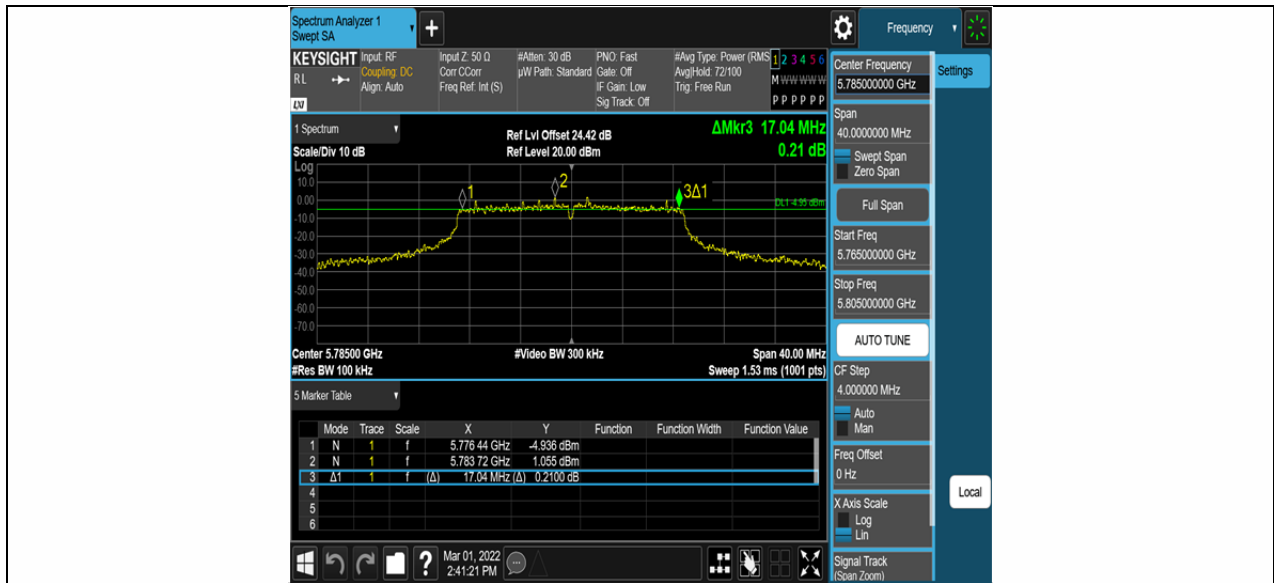 Spectrum Analyzer 1
Swept SA
+
Frequency
KEYSIGHT
RL
LXI
Input: RF
Coupling: DC
Align: Auto
Input Z: 50 Ω
Corr CCorr
Freq Ref: Int (S)
#Atten: 30 dB
µW Path: Standard
PNO: Fast
Gate: Off
IF Gain: Low
Sig Track: Off
#Avg Type: Power (RMS
Avg|Hold: 72/100
Trig: Free Run
1 2 3 4 5 6
M W W W W W
P P P P P P
1 Spectrum
Scale/Div 10 dB
Ref Lvl Offset 24.42 dB
Ref Level 20.00 dBm
ΔMkr3 17.04 MHz
0.21 dB
Log
10.0
0.00
-10.0
-20.0
-30.0
-40.0
-50.0
-60.0
-70.0
1
2
3Δ1
DL1 -4.95 dBm
Center 5.78500 GHz
#Video BW 300 kHz
Span 40.00 MHz
#Res BW 100 kHz
Sweep 1.53 ms (1001 pts)
5 Marker Table
Mode Trace Scale X Y Function Function Width Function Value
1 N 1 f 5.776 44 GHz -4.936 dBm
2 N 1 f 5.783 72 GHz 1.055 dBm
3 Δ1 1 f (Δ) 17.04 MHz (Δ) 0.2100 dB
4
5
6
?
Mar 01, 2022
2:41:21 PM
Center Frequency
5.785000000 GHz
Settings
Span
40.0000000 MHz
Swept Span
Zero Span
Full Span
Start Freq
5.765000000 GHz
Stop Freq
5.805000000 GHz
AUTO TUNE
CF Step
4.000000 MHz
Auto
Man
Freq Offset
0 Hz
Local
X Axis Scale
Log
Lin
Signal Track
(Span Zoom)